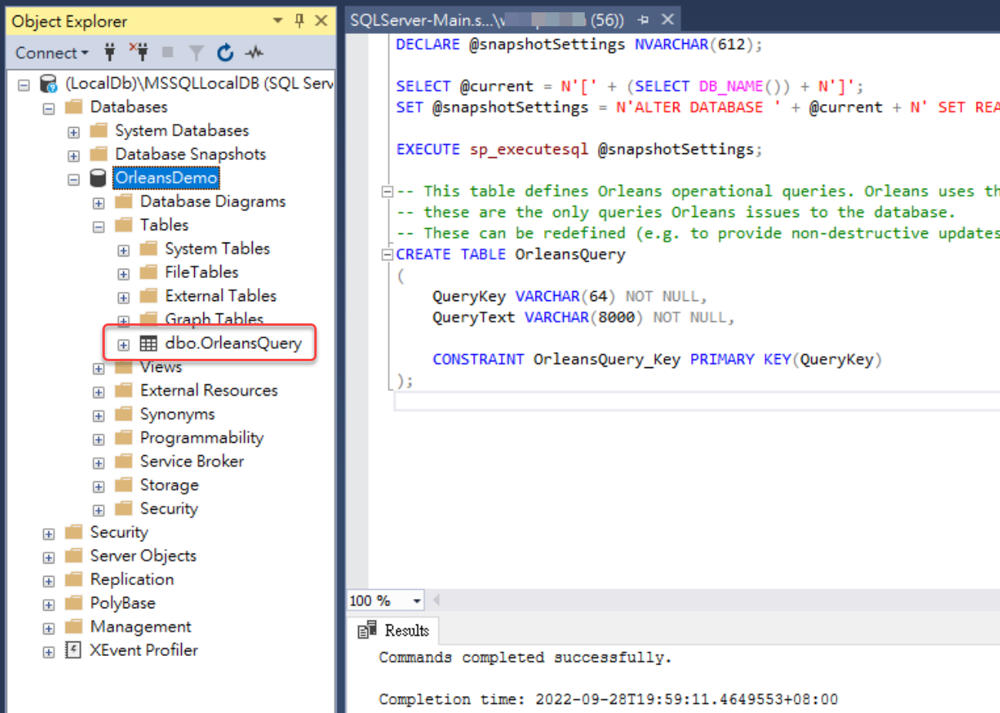 Object Explorer
Connect
(LocalDb)\MSSQLLocalDB (SQL Serv
Databases
System Databases
Database Snapshots
OrleansDemo
Database Diagrams
Tables
System Tables
FileTables
External Tables
Graph Tables
dbo.OrleansQuery
Views
External Resources
Synonyms
Programmability
Service Broker
Storage
Security
Security
Server Objects
Replication
PolyBase
Management
XEvent Profiler
SQLServer-Main.s...\ (56))
DECLARE @snapshotSettings NVARCHAR(612);
SELECT @current = N'[' + (SELECT DB_NAME()) + N']';
SET @snapshotSettings = N'ALTER DATABASE ' + @current + N' SET REA
EXECUTE sp_executesql @snapshotSettings;
-- This table defines Orleans operational queries. Orleans uses th
-- these are the only queries Orleans issues to the database.
-- These can be redefined (e.g. to provide non-destructive updates
CREATE TABLE OrleansQuery
(
QueryKey VARCHAR(64) NOT NULL,
QueryText VARCHAR(8000) NOT NULL,
CONSTRAINT OrleansQuery_Key PRIMARY KEY(QueryKey)
);
100 %
Results
Commands completed successfully.
Completion time: 2022-09-28T19:59:11.4649553+08:00